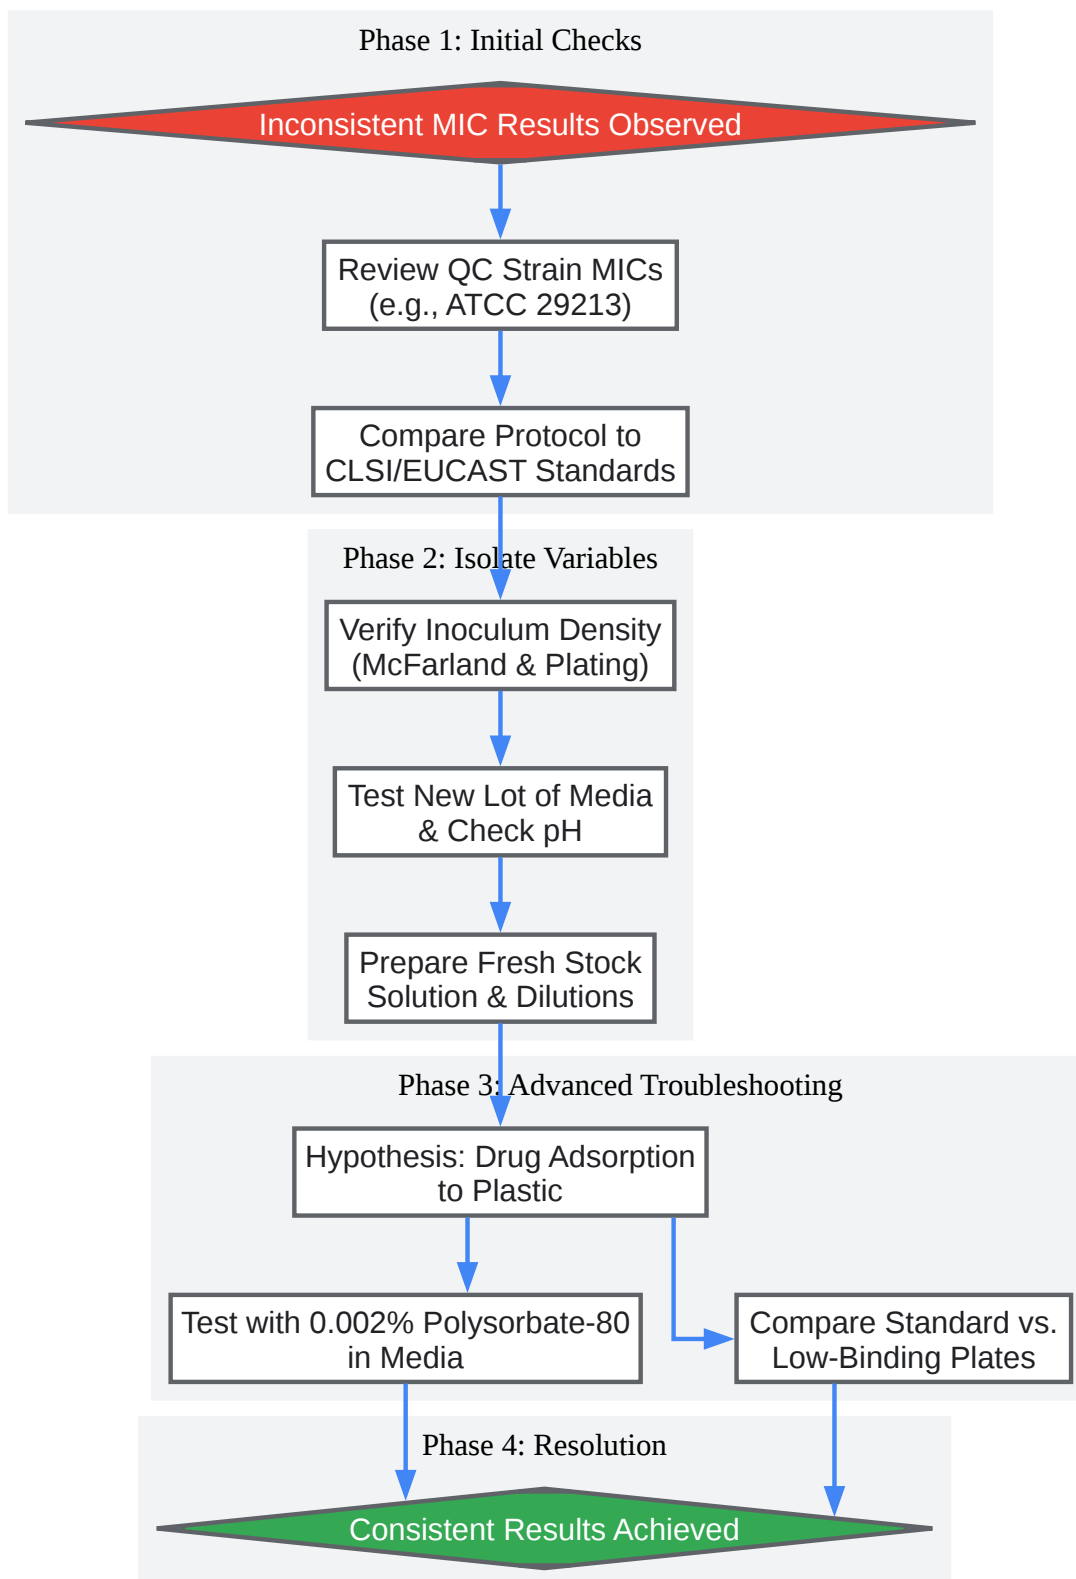 Phase 1: Initial Checks
Inconsistent MIC Results Observed
Review QC Strain MICs
(e.g., ATCC 29213)
Compare Protocol to
CLSI/EUCAST Standards
Phase 2: Isolate Variables
Verify Inoculum Density
(McFarland & Plating)
Test New Lot of Media
& Check pH
Prepare Fresh Stock
Solution & Dilutions
Phase 3: Advanced Troubleshooting
Hypothesis: Drug Adsorption
to Plastic
Test with 0.002% Polysorbate-80
in Media
Compare Standard vs.
Low-Binding Plates
Phase 4: Resolution
Consistent Results Achieved